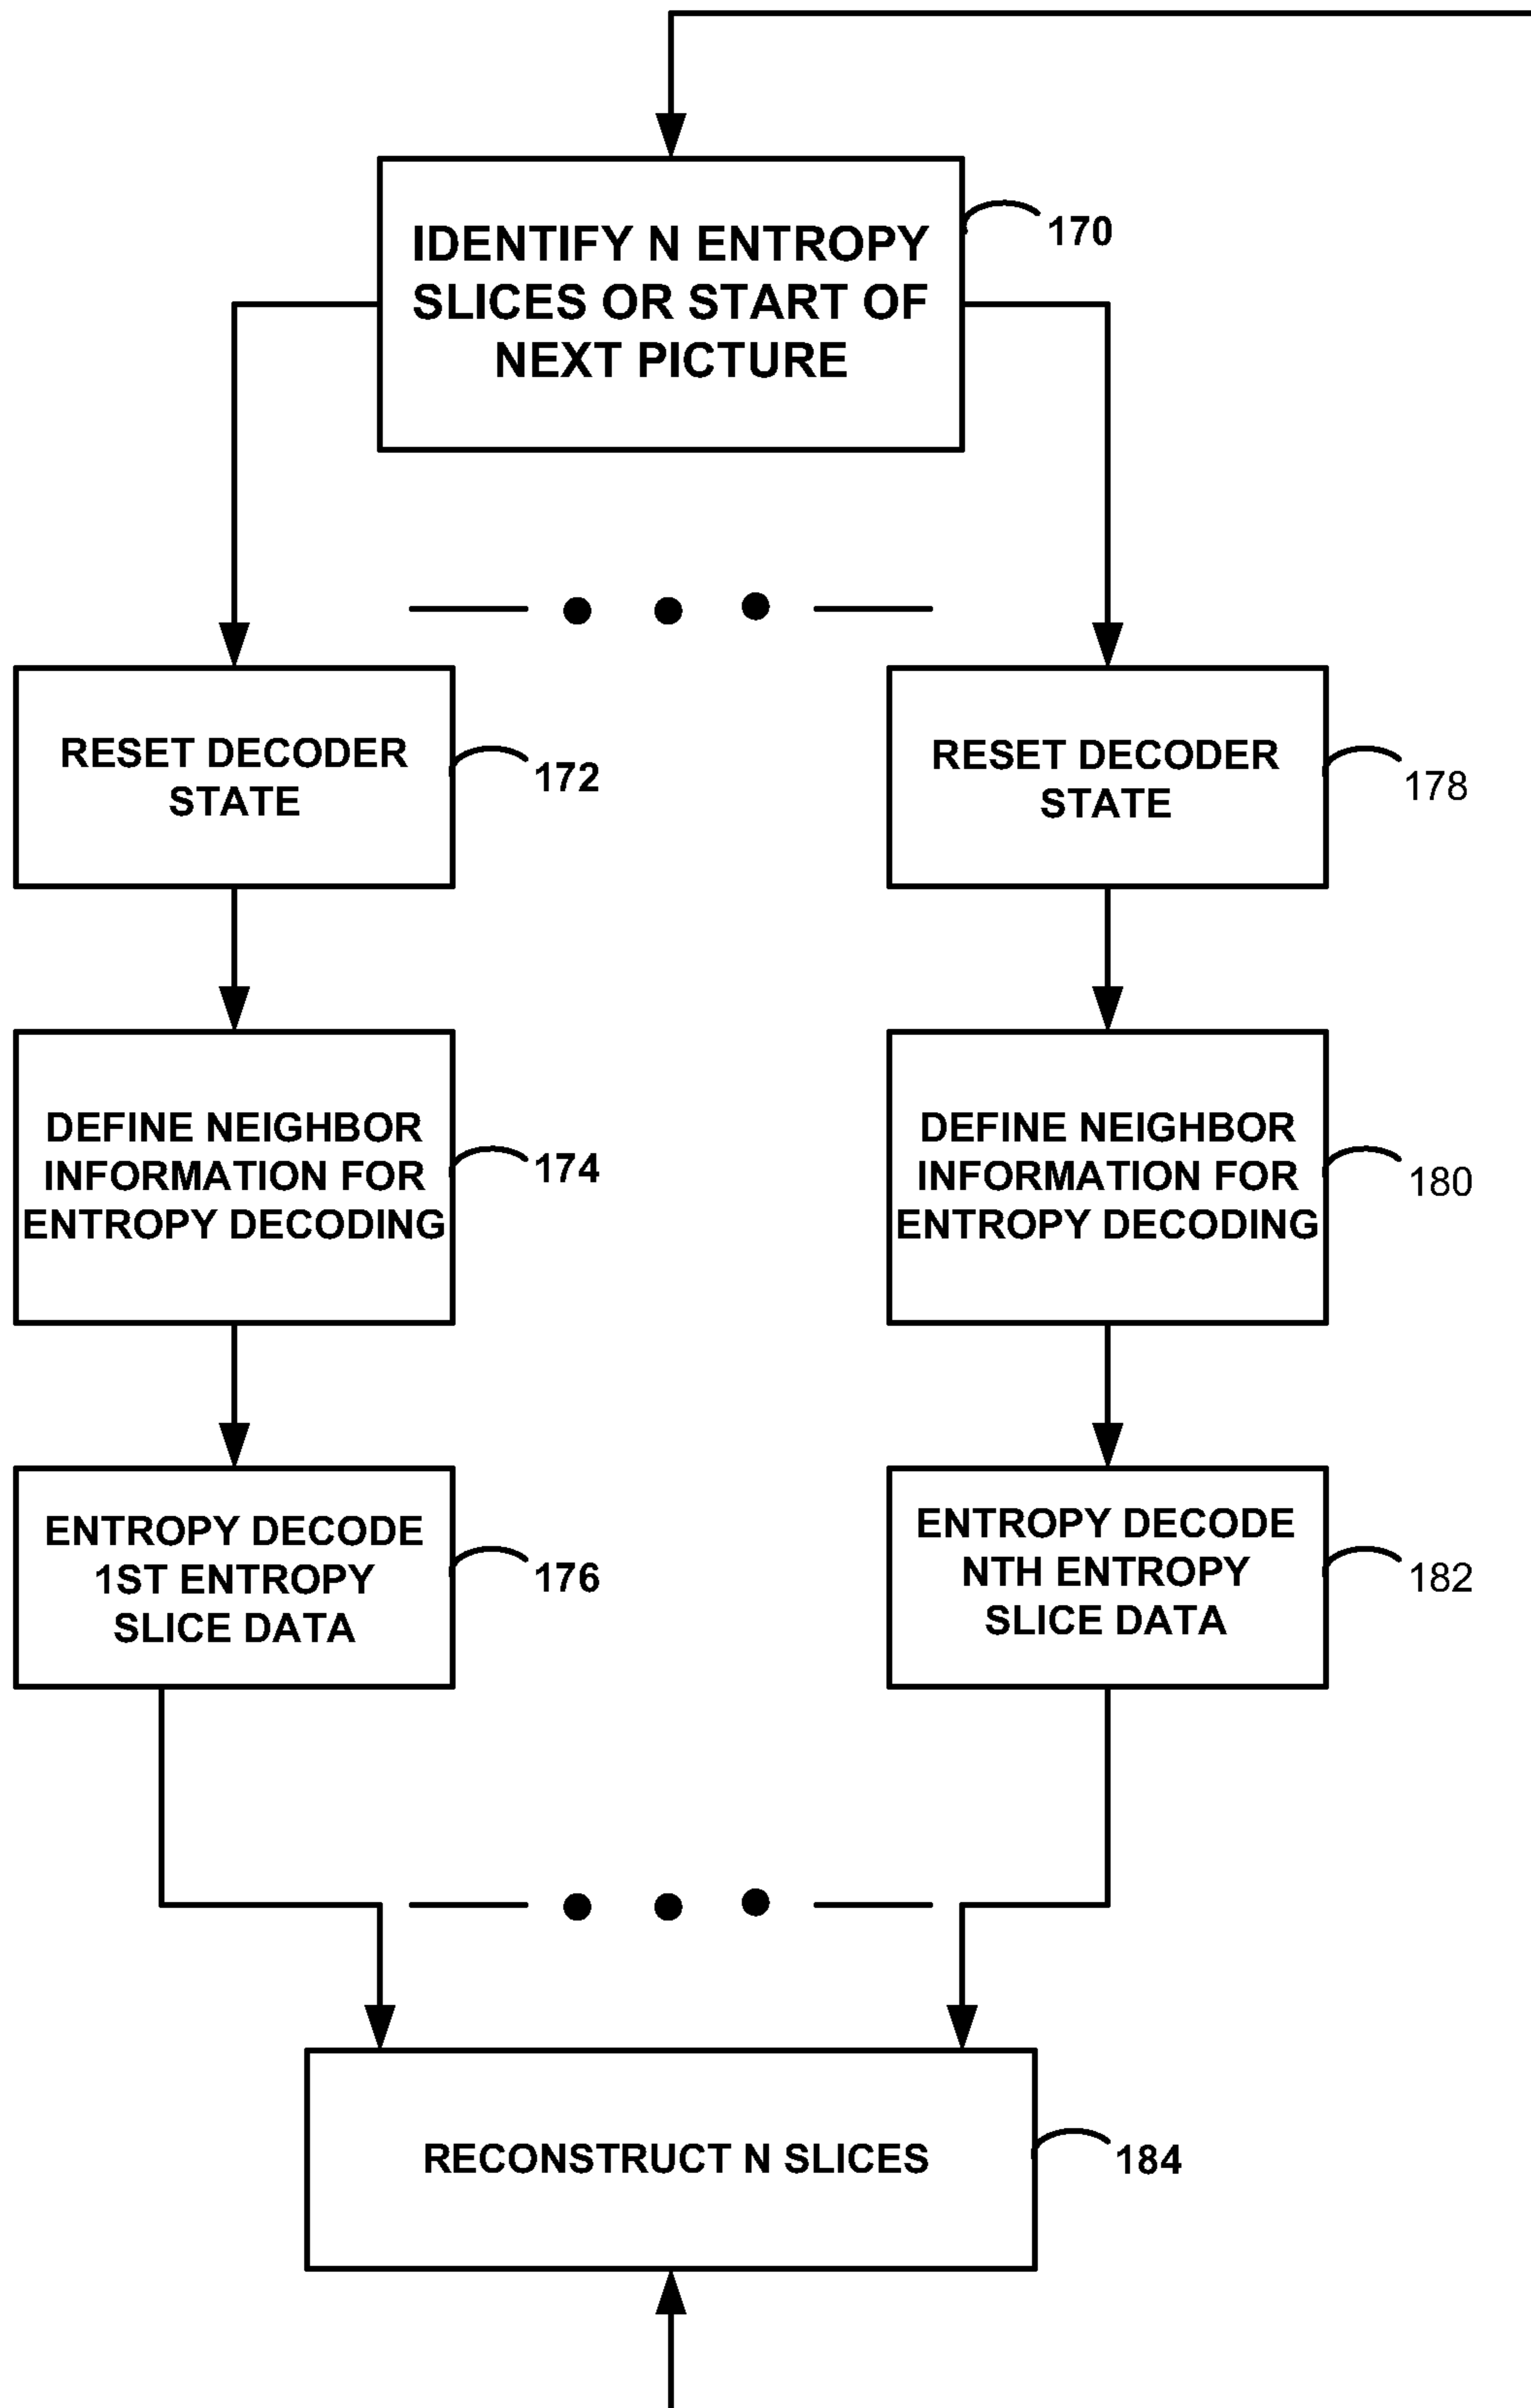 IDENTIFY N ENTROPY
SLICES OR START OF
NEXT PICTURE
170
RESET DECODER
STATE
172
RESET DECODER
STATE
178
DEFINE NEIGHBOR
INFORMATION FOR
ENTROPY DECODING
174
DEFINE NEIGHBOR
INFORMATION FOR
ENTROPY DECODING
180
ENTROPY DECODE
1ST ENTROPY
SLICE DATA
176
ENTROPY DECODE
NTH ENTROPY
SLICE DATA
182
RECONSTRUCT N SLICES
184